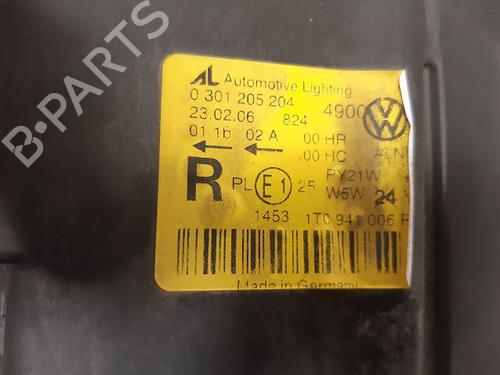 B-PARTS
AL Automotive Lighting
0 301 205 204 4900
23.02.06 824
01 1b 02 A 00 HR
00 HC
R PL E1 25 PY21W
W5W 24
1453 1T0 941 006
Made in Germany